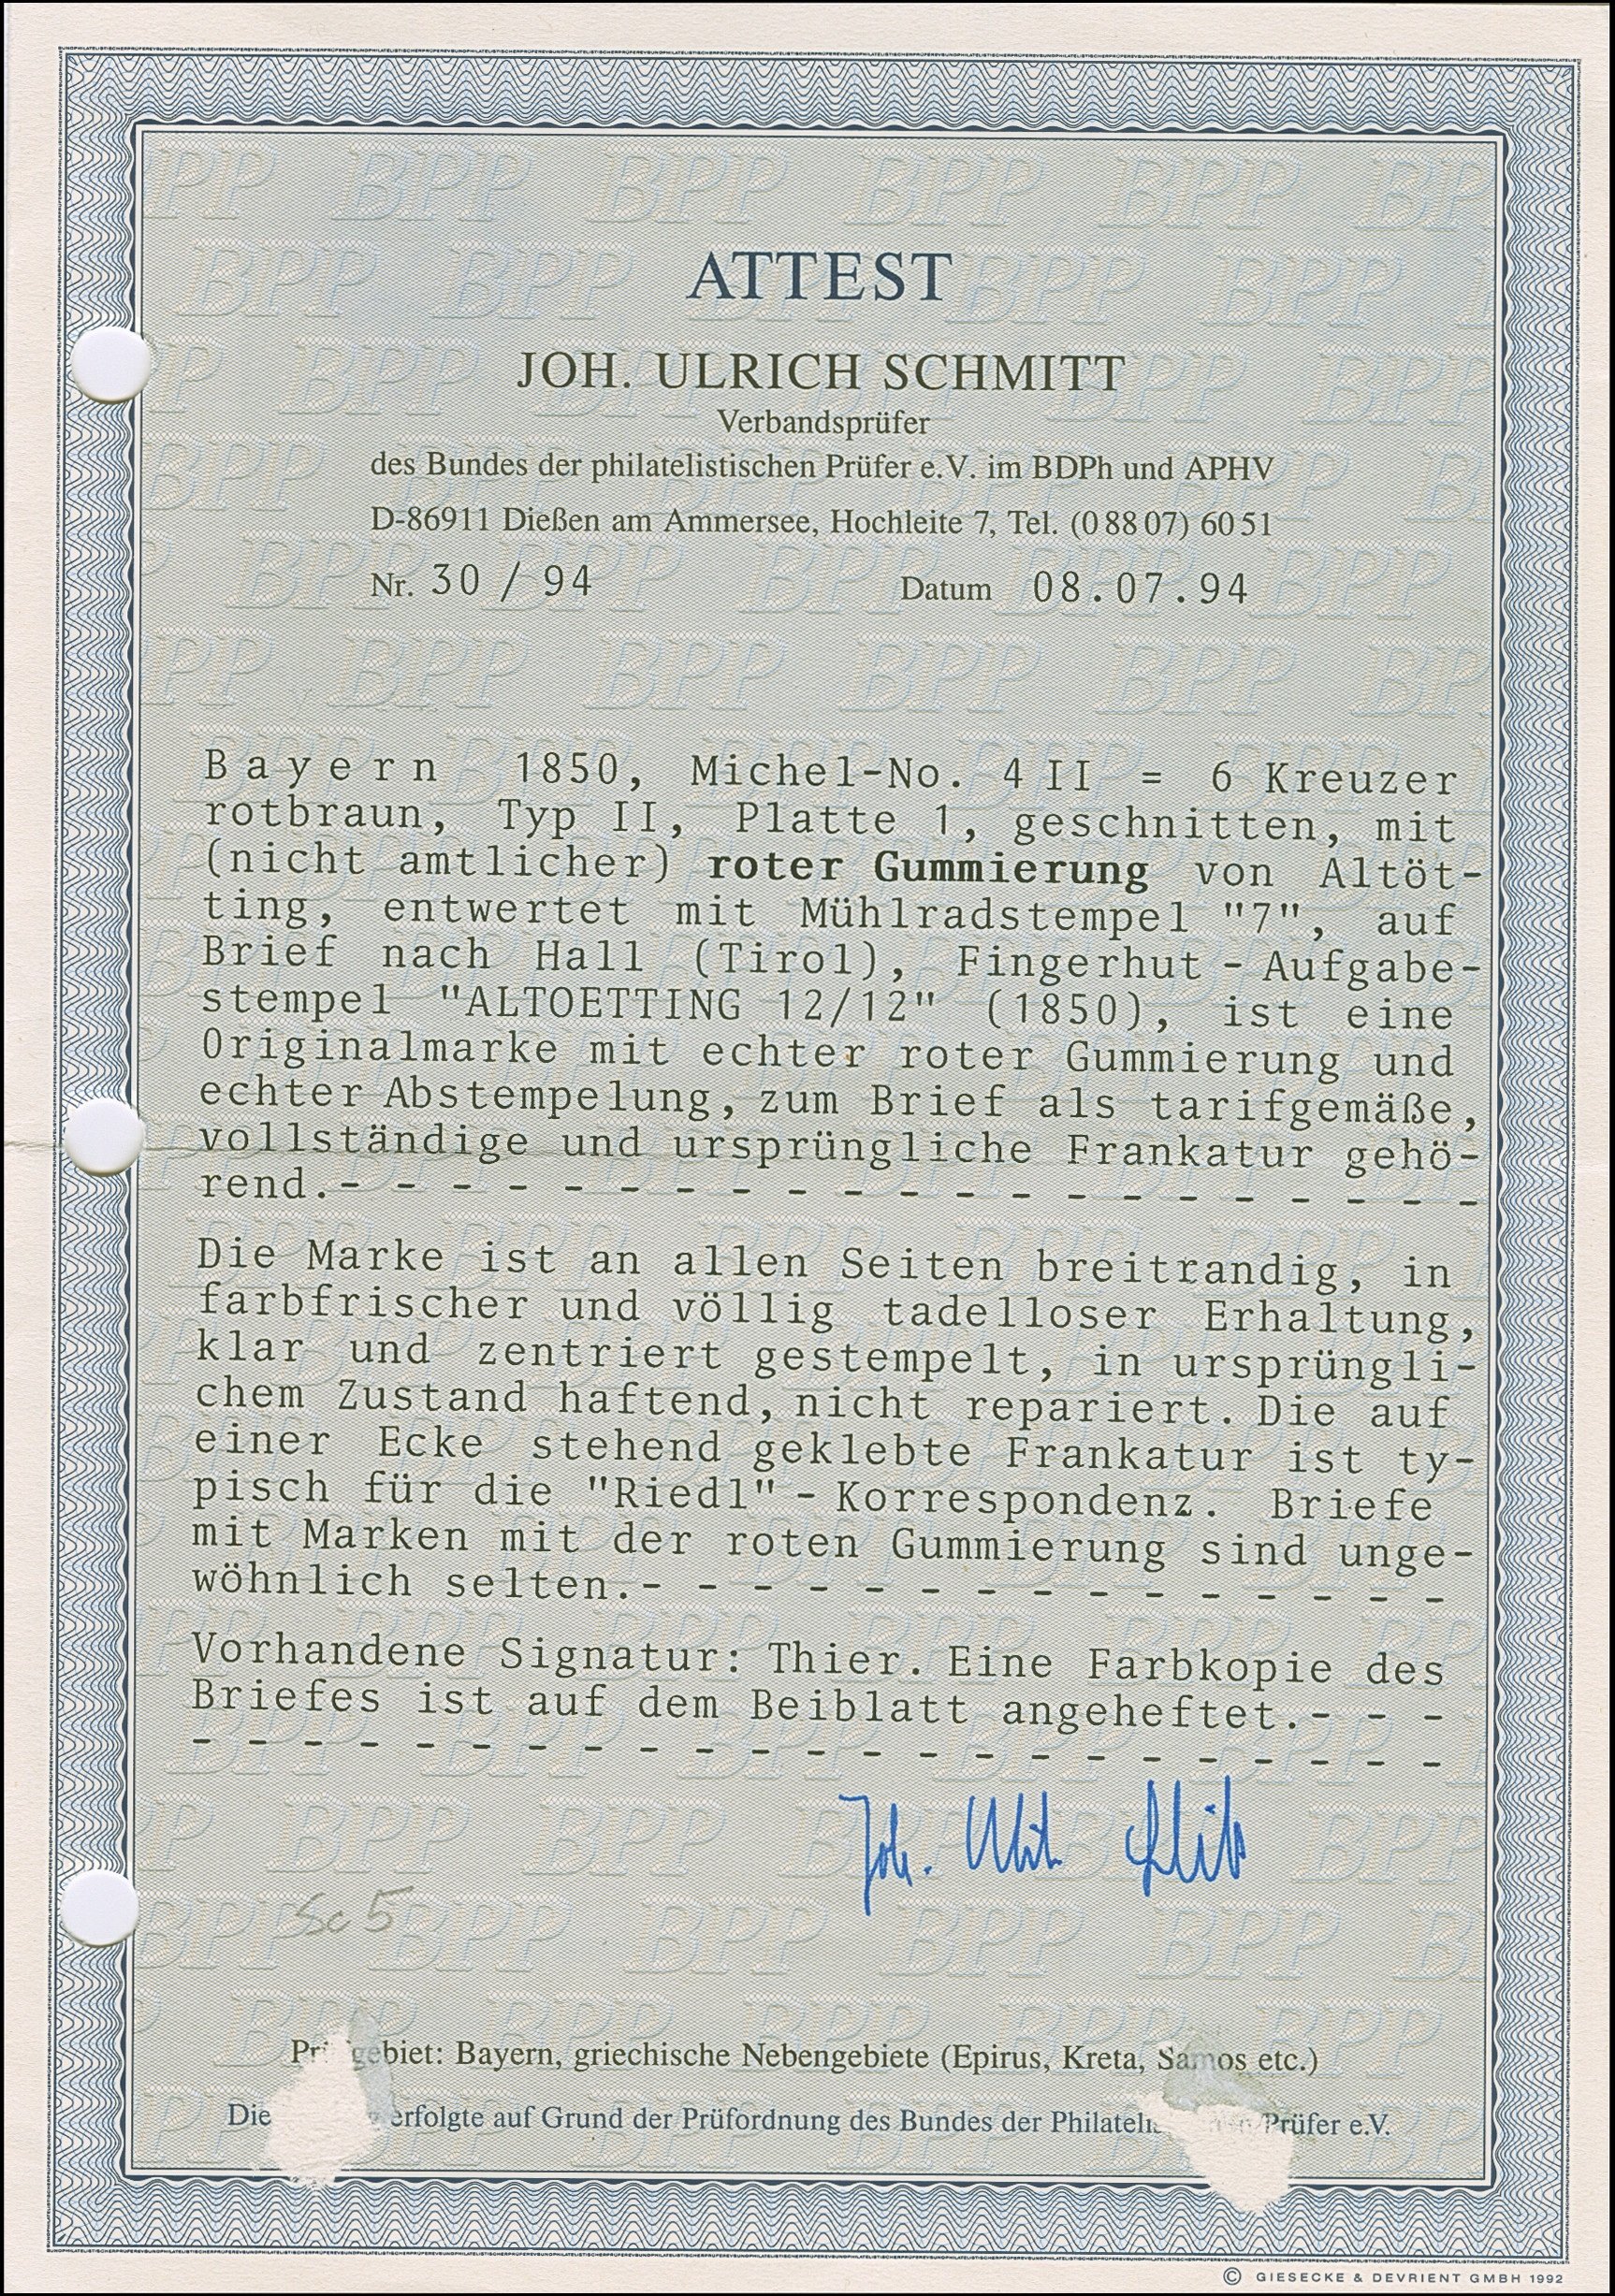 ATTEST
JOH. ULRICH SCHMITT
Verbandsprüfer
des Bundes der philatelistischen Prüfer e.V. im BDPh und APHV
D-86911 Dießen am Ammersee, Hochleite 7, Tel. (0 88 07) 60 51
Nr. 30 / 94 Datum 08.07.94
Bayern 1850, Michel-No. 4 II = 6 Kreuzer
rotbraun, Typ II, Platte 1, geschnitten, mit
(nicht amtlicher) roter Gummierung von Altöt-
ting, entwertet mit Mühlradstempel "7", auf
Brief nach Hall (Tirol), Fingerhut - Aufgabe-
stempel "ALTOETTING 12/12" (1850), ist eine
Originalmarke mit echter roter Gummierung und
echter Abstempelung, zum Brief als tarifgemäße,
vollständige und ursprüngliche Frankatur gehö-
rend.- - - - - - - - - - - - - - - - - - - - -
Die Marke ist an allen Seiten breitrandig, in
farbfrischer und völlig tadelloser Erhaltung,
klar und zentriert gestempelt, in ursprüngli-
chem Zustand haftend, nicht repariert. Die auf
einer Ecke stehend geklebte Frankatur ist ty-
pisch für die "Riedl" - Korrespondenz. Briefe
mit Marken mit der roten Gummierung sind unge-
wöhnlich selten.- - - - - - - - - - - - - - -
Vorhandene Signatur: Thier. Eine Farbkopie des
Briefes ist auf dem Beiblatt angeheftet.- - -
- - - - - - - - - - - - - - - - - - - - - - -
Joh. Ulrich Schmitt
Sc 5
Bayern, griechische Nebengebiete (Epirus, Kreta, Samos etc.)
Die erfolgte auf Grund der Prüfordnung des Bundes der Prüfer e.V.
© GIESECKE & DEVRIENT GMBH 1992